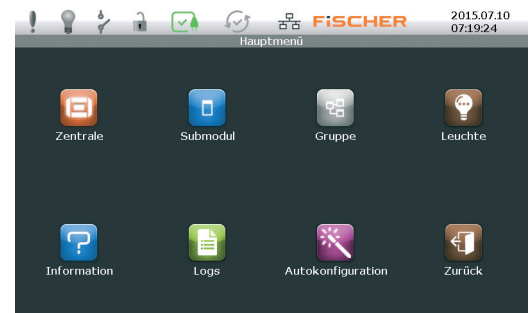 FiSCHER
2015.07.10
07:19:24
Hauptmenü
Zentrale
Submodul
Gruppe
Leuchte
Information
Logs
Autokonfiguration
Zurück